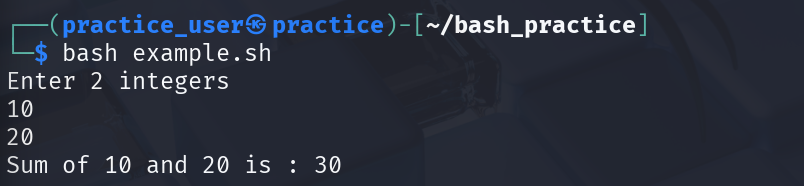 ┌──(practice_user㉿practice)-[~/bash_practice]
└─$ bash example.sh
Enter 2 integers
10
20
Sum of 10 and 20 is : 30